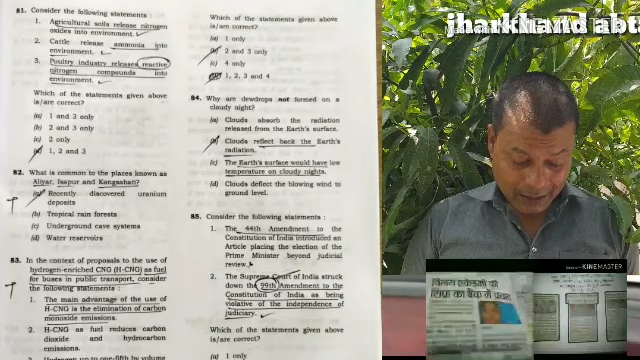 81. Consider the following statements :
1. Agricultural soils release nitrogen
oxides into environment.
2. Cattle release ammonia into
environment.
3. Poultry industry releases reactive
nitrogen compounds into
environment.
Which of the statements given above
is/are correct?
(a) 1 and 3 only
(b) 2 and 3 only
(c) 2 only
(d) 1, 2 and 3
82. What is common to the places known as
Aliyar, Isapur and Kangsabati?
(a) Recently discovered uranium
deposits
(b) Tropical rain forests
(c) Underground cave systems
(d) Water reservoirs
83. In the context of proposals to the use of
hydrogen-enriched CNG (H-CNG) as fuel
for buses in public transport, consider
the following statements :
1. The main advantage of the use of
H-CNG is the elimination of carbon
monoxide emissions.
2. H-CNG as fuel reduces carbon
dioxide and hydrocarbon
emissions.
Hydrogen up to one-fifth by volume
Which of the statements given above
is/are correct?
(a) 1 only
(b) 2 and 3 only
(c) 4 only
(d) 1, 2, 3 and 4
84. Why are dewdrops not formed on a
cloudy night?
(a) Clouds absorb the radiation
released from the Earth's surface.
(b) Clouds reflect back the Earth's
radiation.
(c) The Earth's surface would have low
temperature on cloudy nights.
(d) Clouds deflect the blowing wind to
ground level.
85. Consider the following statements :
1. The 44th Amendment to the
Constitution of India introduced an
Article placing the election of the
Prime Minister beyond judicial
review.
2. The Supreme Court of India struck
down the 99th Amendment to the
Constitution of India as being
violative of the independence of
judiciary.
Which of the statements given above
is/are correct?
(a) 1 only
jharkhand abt
KINEMASTER
KINEMASTER